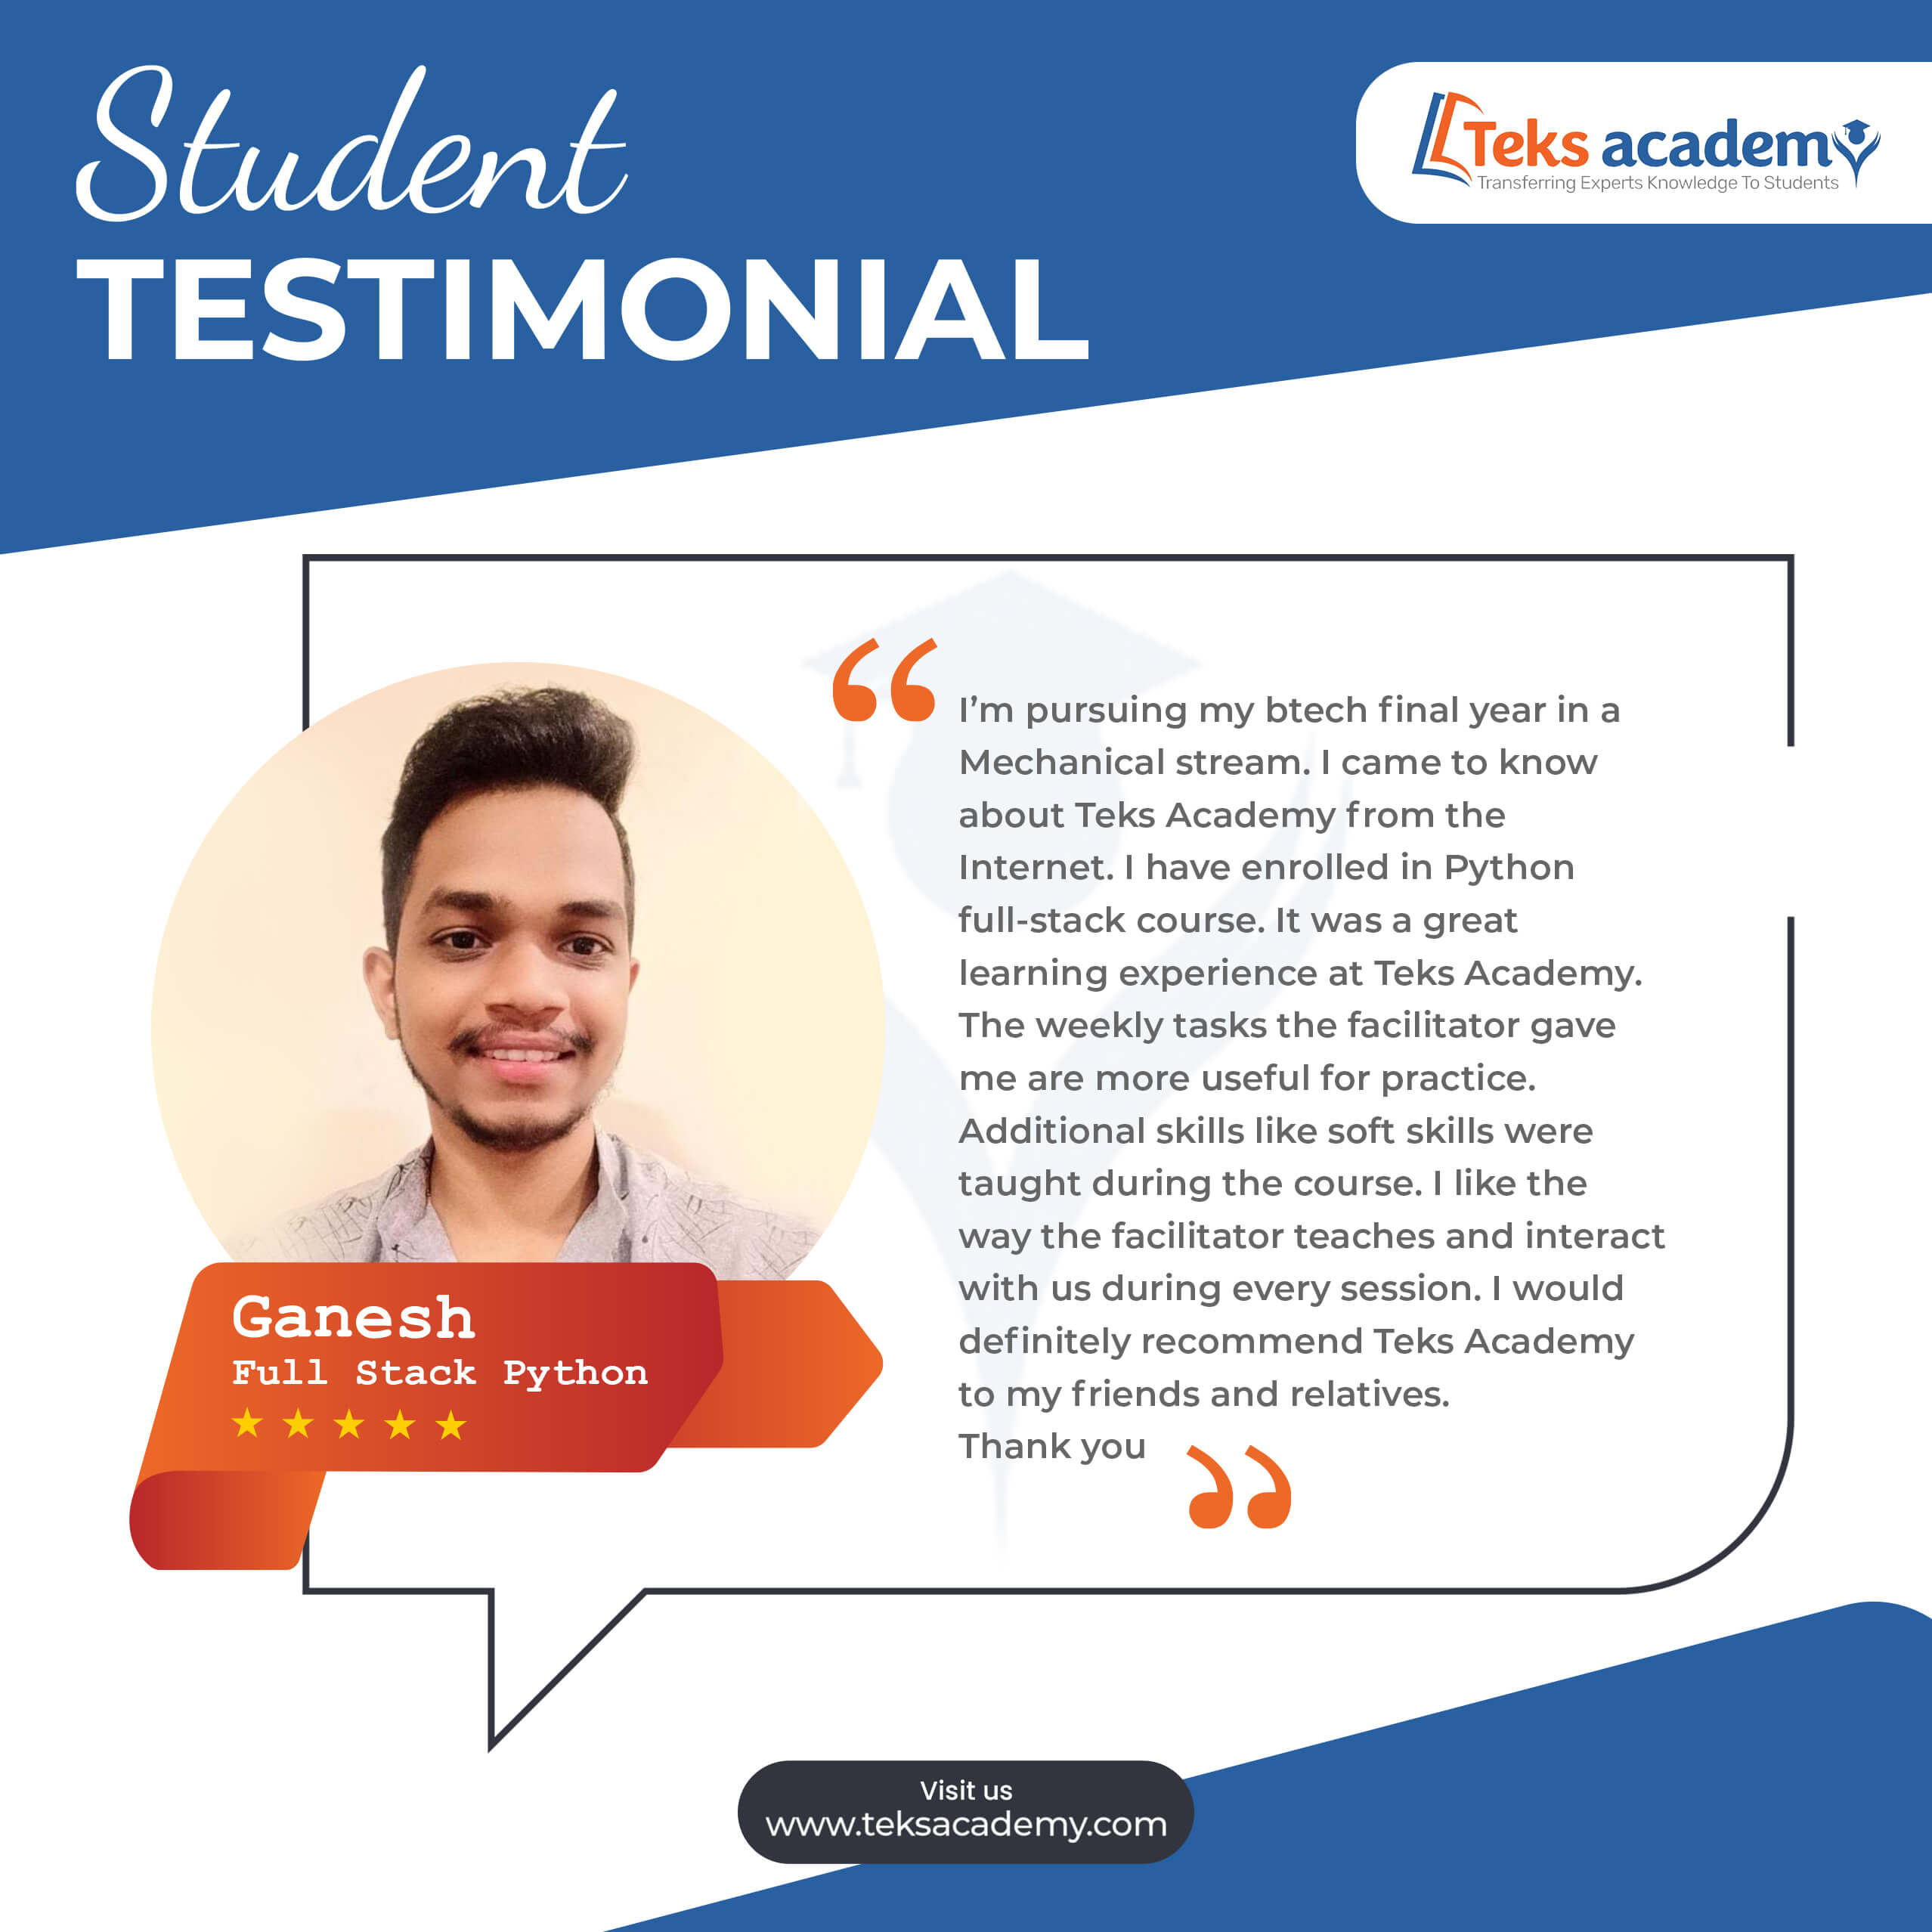 Student
TESTIMONIAL
Teks academy
Transferring Experts Knowledge To Students
“
I’m pursuing my btech final year in a
Mechanical stream. I came to know
about Teks Academy from the
Internet. I have enrolled in Python
full-stack course. It was a great
learning experience at Teks Academy.
The weekly tasks the facilitator gave
me are more useful for practice.
Additional skills like soft skills were
taught during the course. I like the
way the facilitator teaches and interact
with us during every session. I would
definitely recommend Teks Academy
to my friends and relatives.
Thank you
”
Ganesh
Full Stack Python
Visit us
www.teksacademy.com